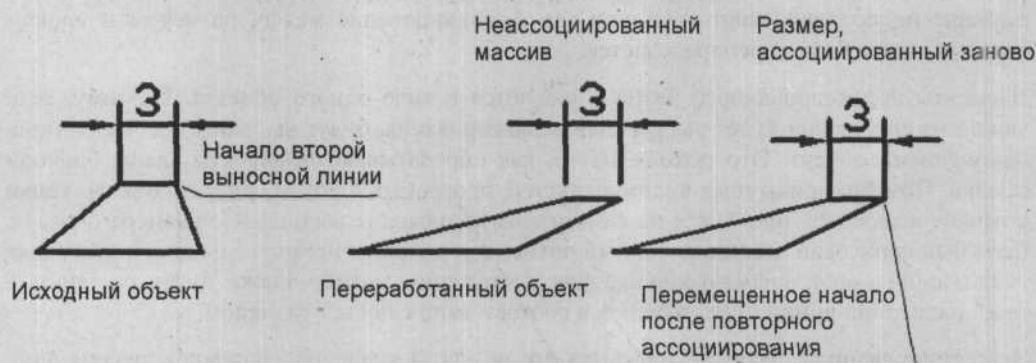 Неассоциированный
массив
Размер,
ассоциированный заново
3
3
3
Начало второй
выносной линии
Исходный объект
Переработанный объект
Перемещенное начало
после повторного
ассоциирования